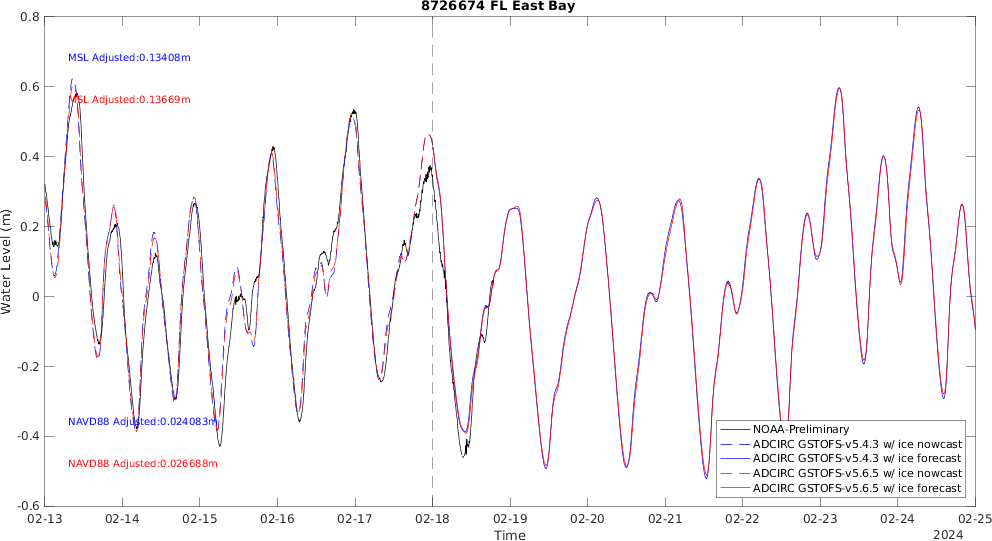 8726674 FL East Bay
0.8
0.6
0.4
0.2
0
-0.2
-0.4
-0.6
Water Level (m)
MSL Adjusted:0.13408m
MSL Adjusted:0.13669m
NAVD88 Adjusted:0.024083m
NAVD88 Adjusted:0.026688m
NOAA-Preliminary
ADCIRC GSTOFS-v5.4.3 w/ ice nowcast
ADCIRC GSTOFS-v5.4.3 w/ ice forecast
ADCIRC GSTOFS-v5.6.5 w/ ice nowcast
ADCIRC GSTOFS-v5.6.5 w/ ice forecast
02-13 02-14 02-15 02-16 02-17 02-18 02-19 02-20 02-21 02-22 02-23 02-24 02-25
Time
2024